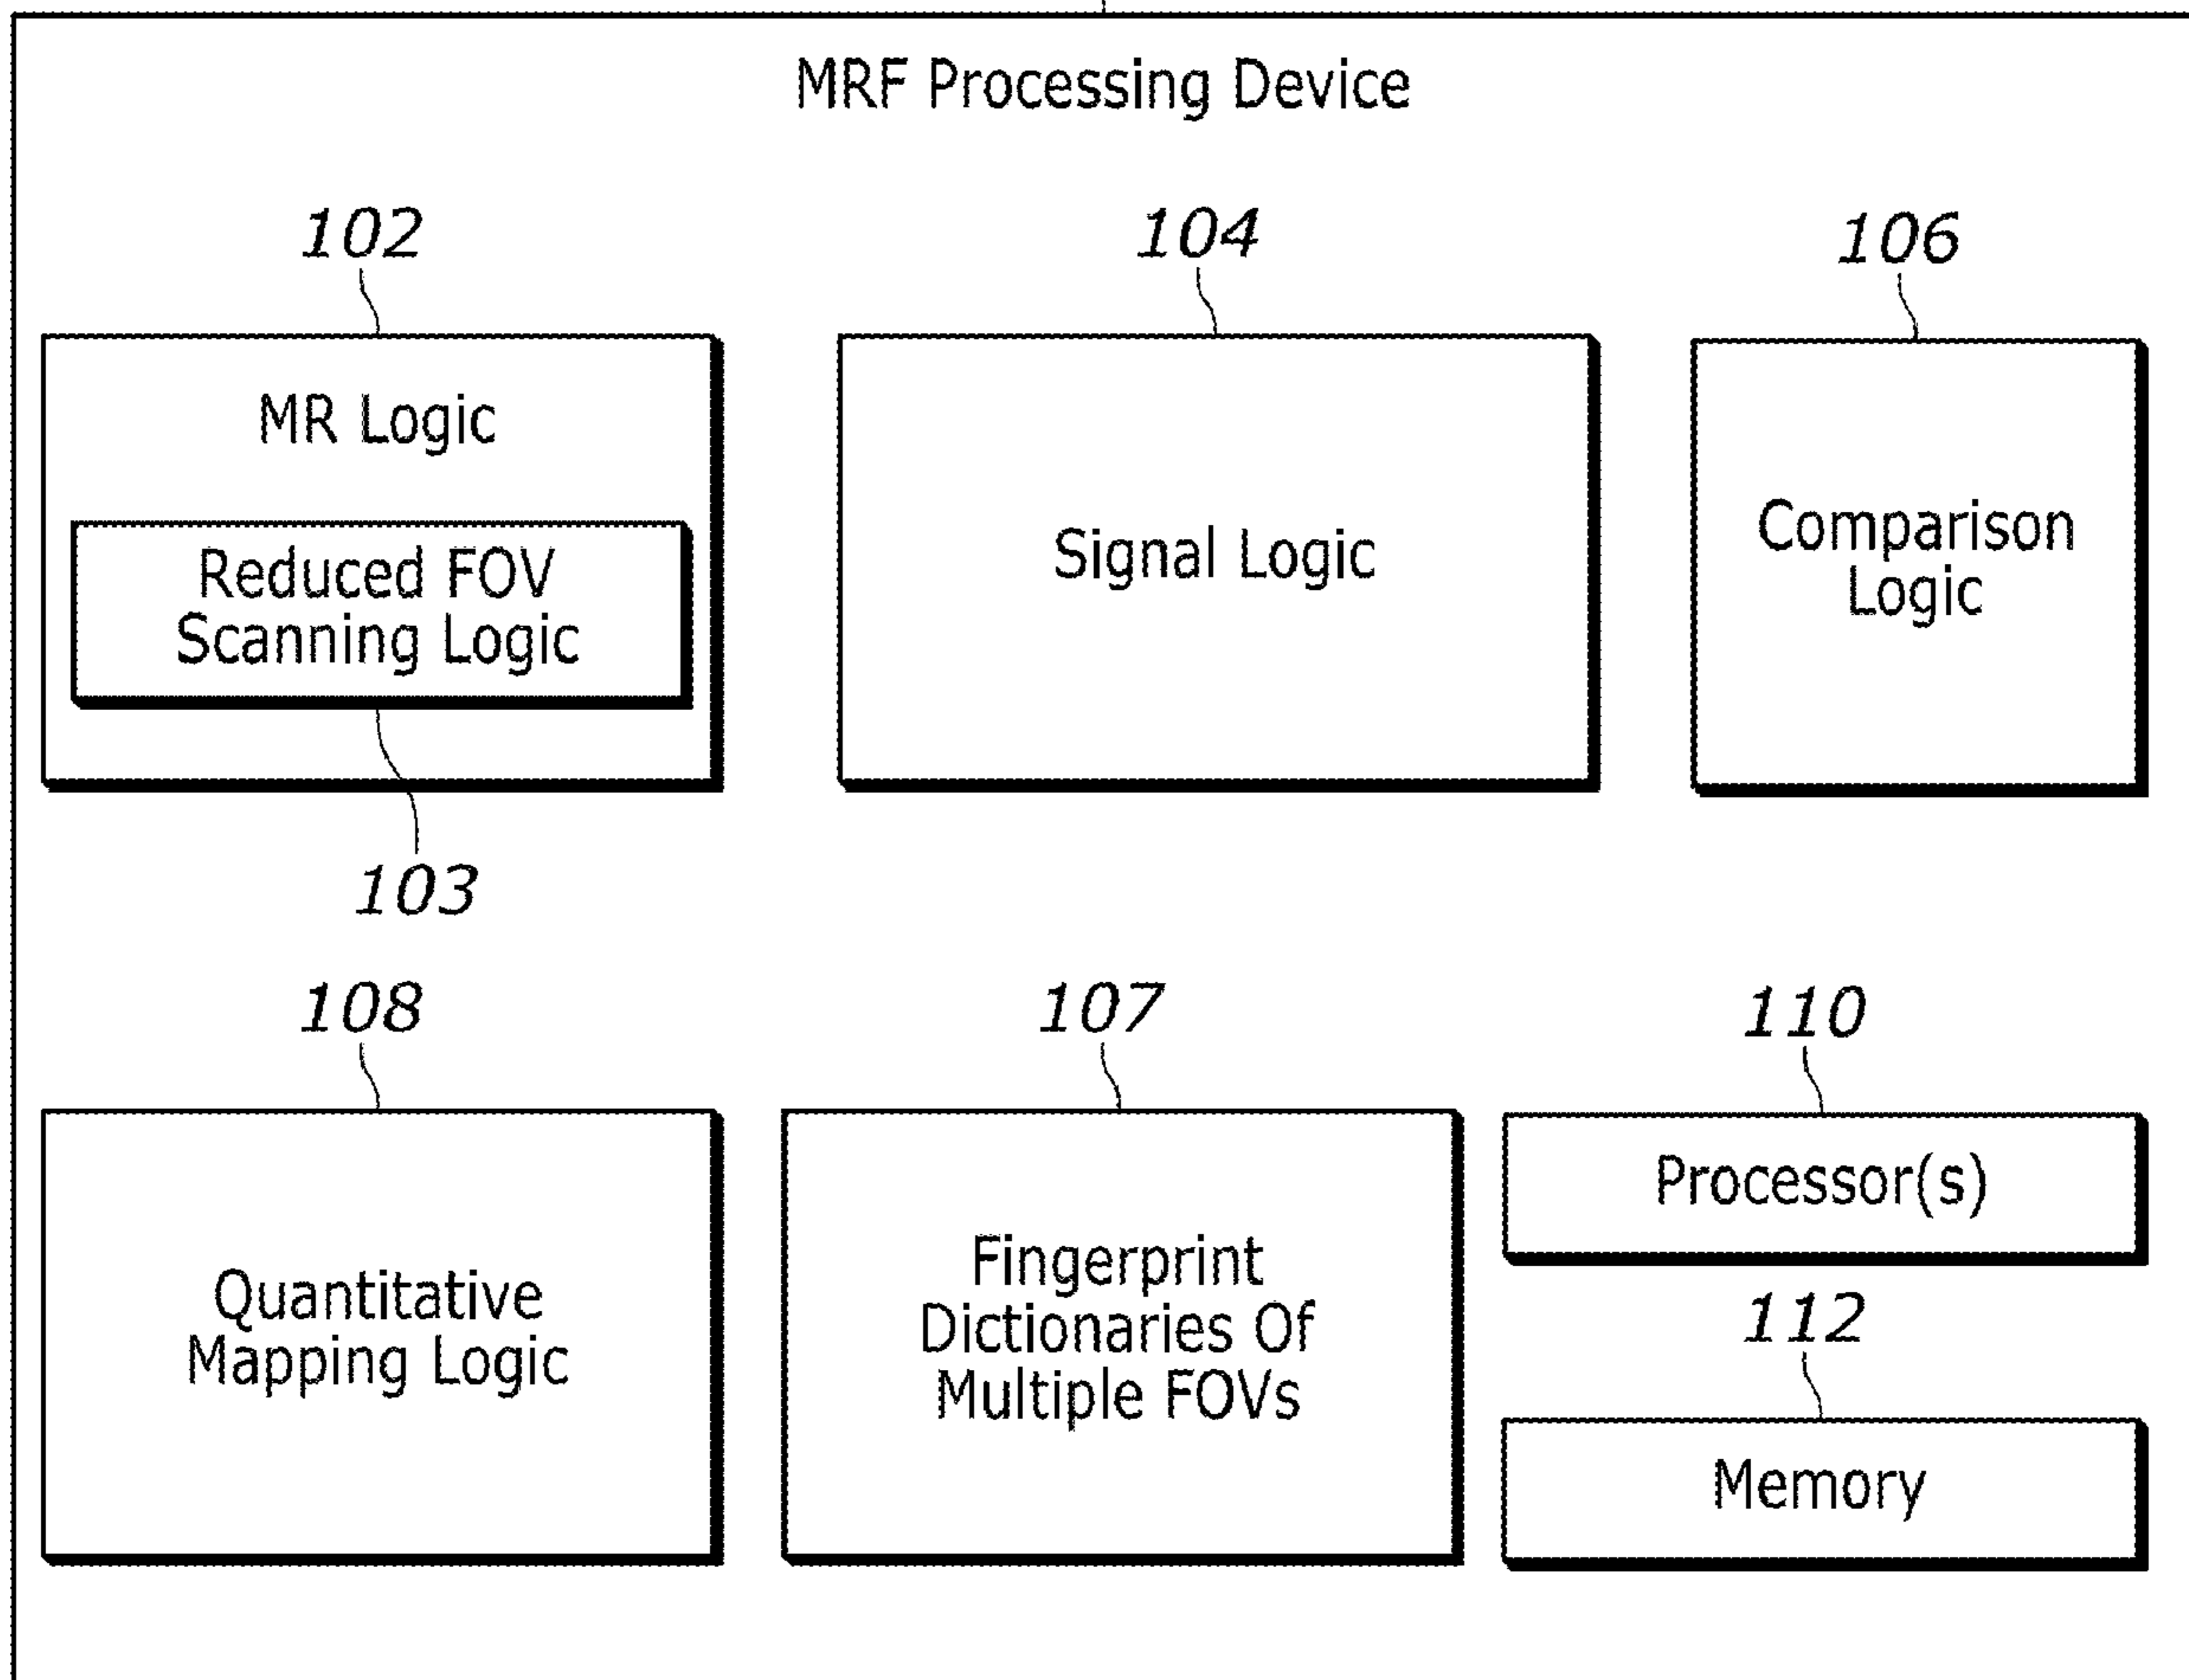 MRF Processing Device
102
104
106
MR Logic
Reduced FOV
Scanning Logic
Signal Logic
Comparison
Logic
103
108
107
110
Quantitative
Mapping Logic
Fingerprint
Dictionaries Of
Multiple FOVs
Processor(s)
112
Memory